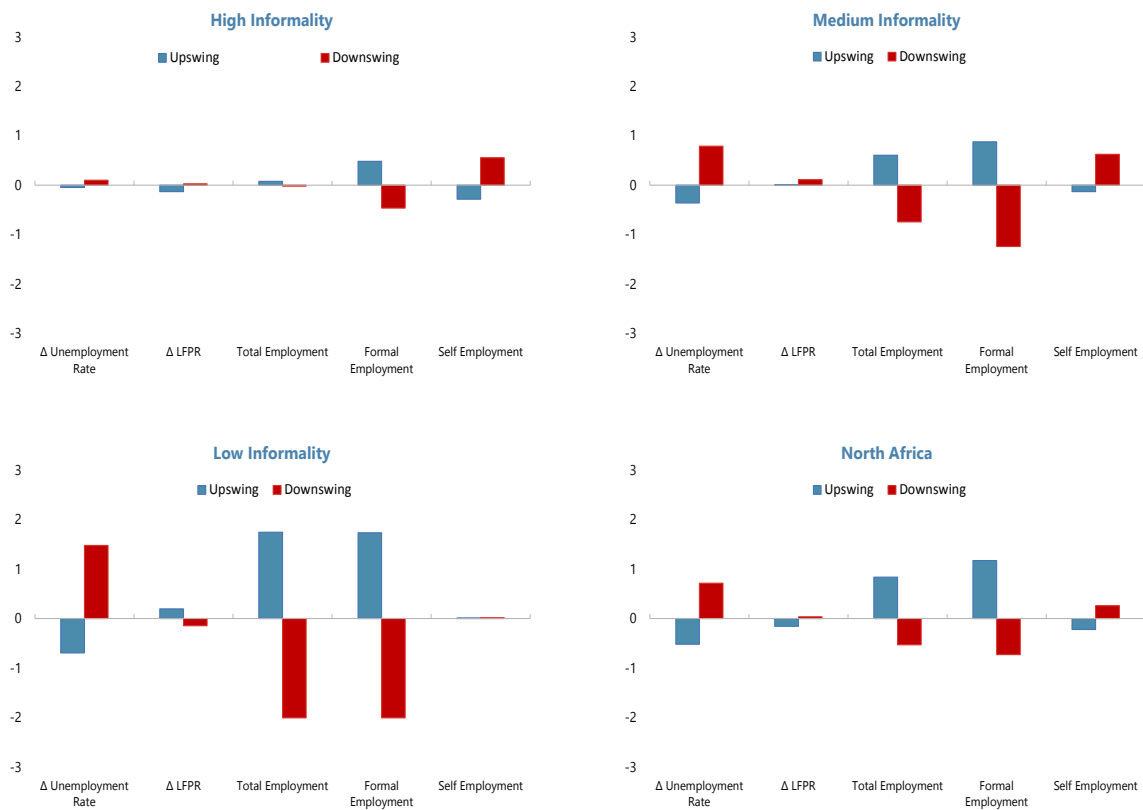 High Informality
Upswing Downswing
3
2
1
0
-1
-2
-3
Δ Unemployment Rate
Δ LFPR
Total Employment
Formal Employment
Self Employment
Medium Informality
Upswing Downswing
3
2
1
0
-1
-2
-3
Δ Unemployment Rate
Δ LFPR
Total Employment
Formal Employment
Self Employment
Low Informality
Upswing Downswing
3
2
1
0
-1
-2
-3
Δ Unemployment Rate
Δ LFPR
Total Employment
Formal Employment
Self Employment
North Africa
Upswing Downswing
3
2
1
0
-1
-2
-3
Δ Unemployment Rate
Δ LFPR
Total Employment
Formal Employment
Self Employment